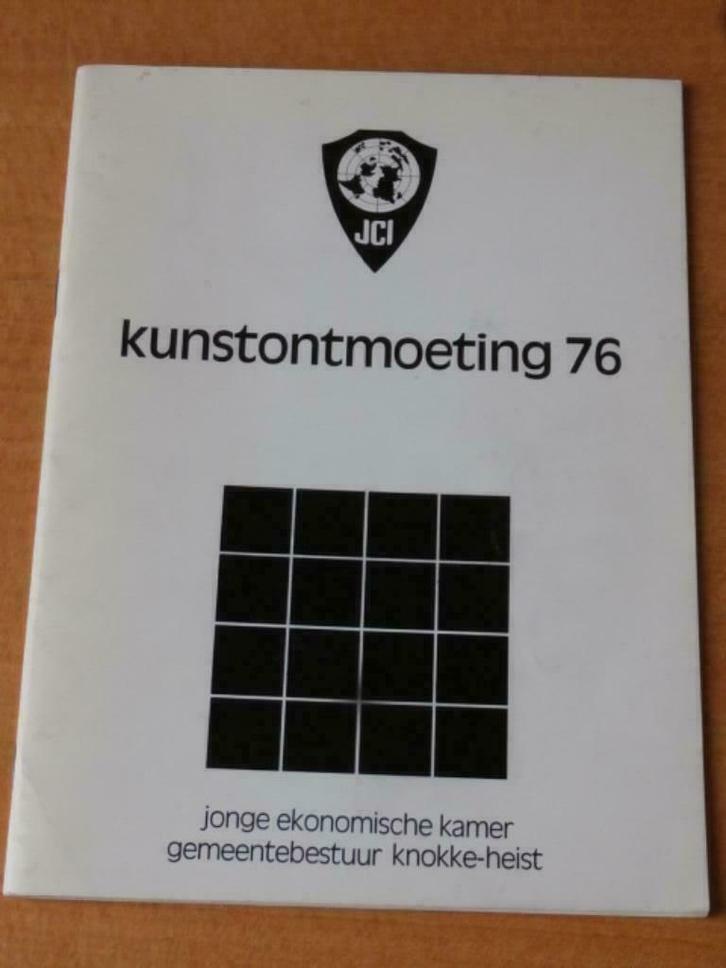 JCI
kunstontmoeting 76
jonge ekonomische kamer
gemeentebestuur knokke-heist